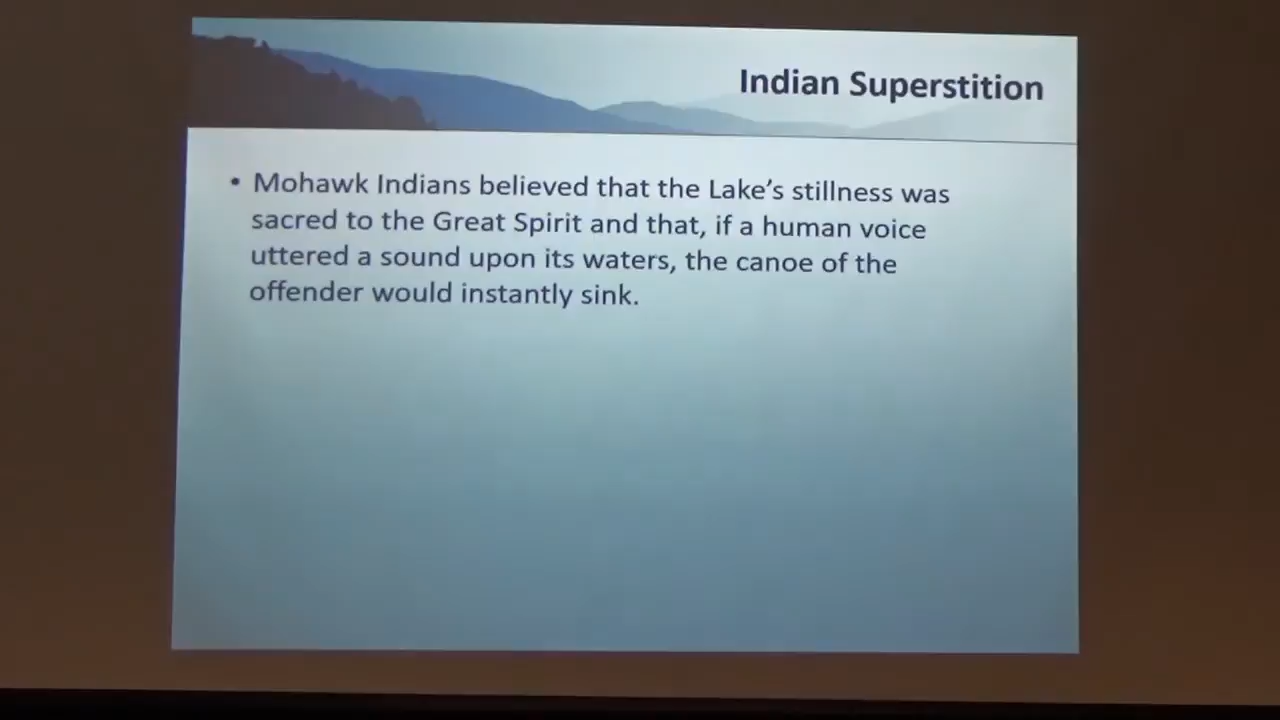 Indian Superstition
• Mohawk Indians believed that the Lake's stillness was
sacred to the Great Spirit and that, if a human voice
uttered a sound upon its waters, the canoe of the
offender would instantly sink.